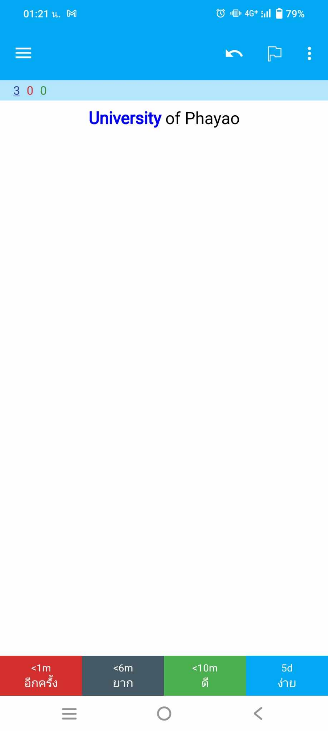 01:21 น.
4G+
79%
3 0 0
University of Phayao
<1m
อีกครั้ง
<6m
ยาก
<10m
ดี
5d
ง่าย